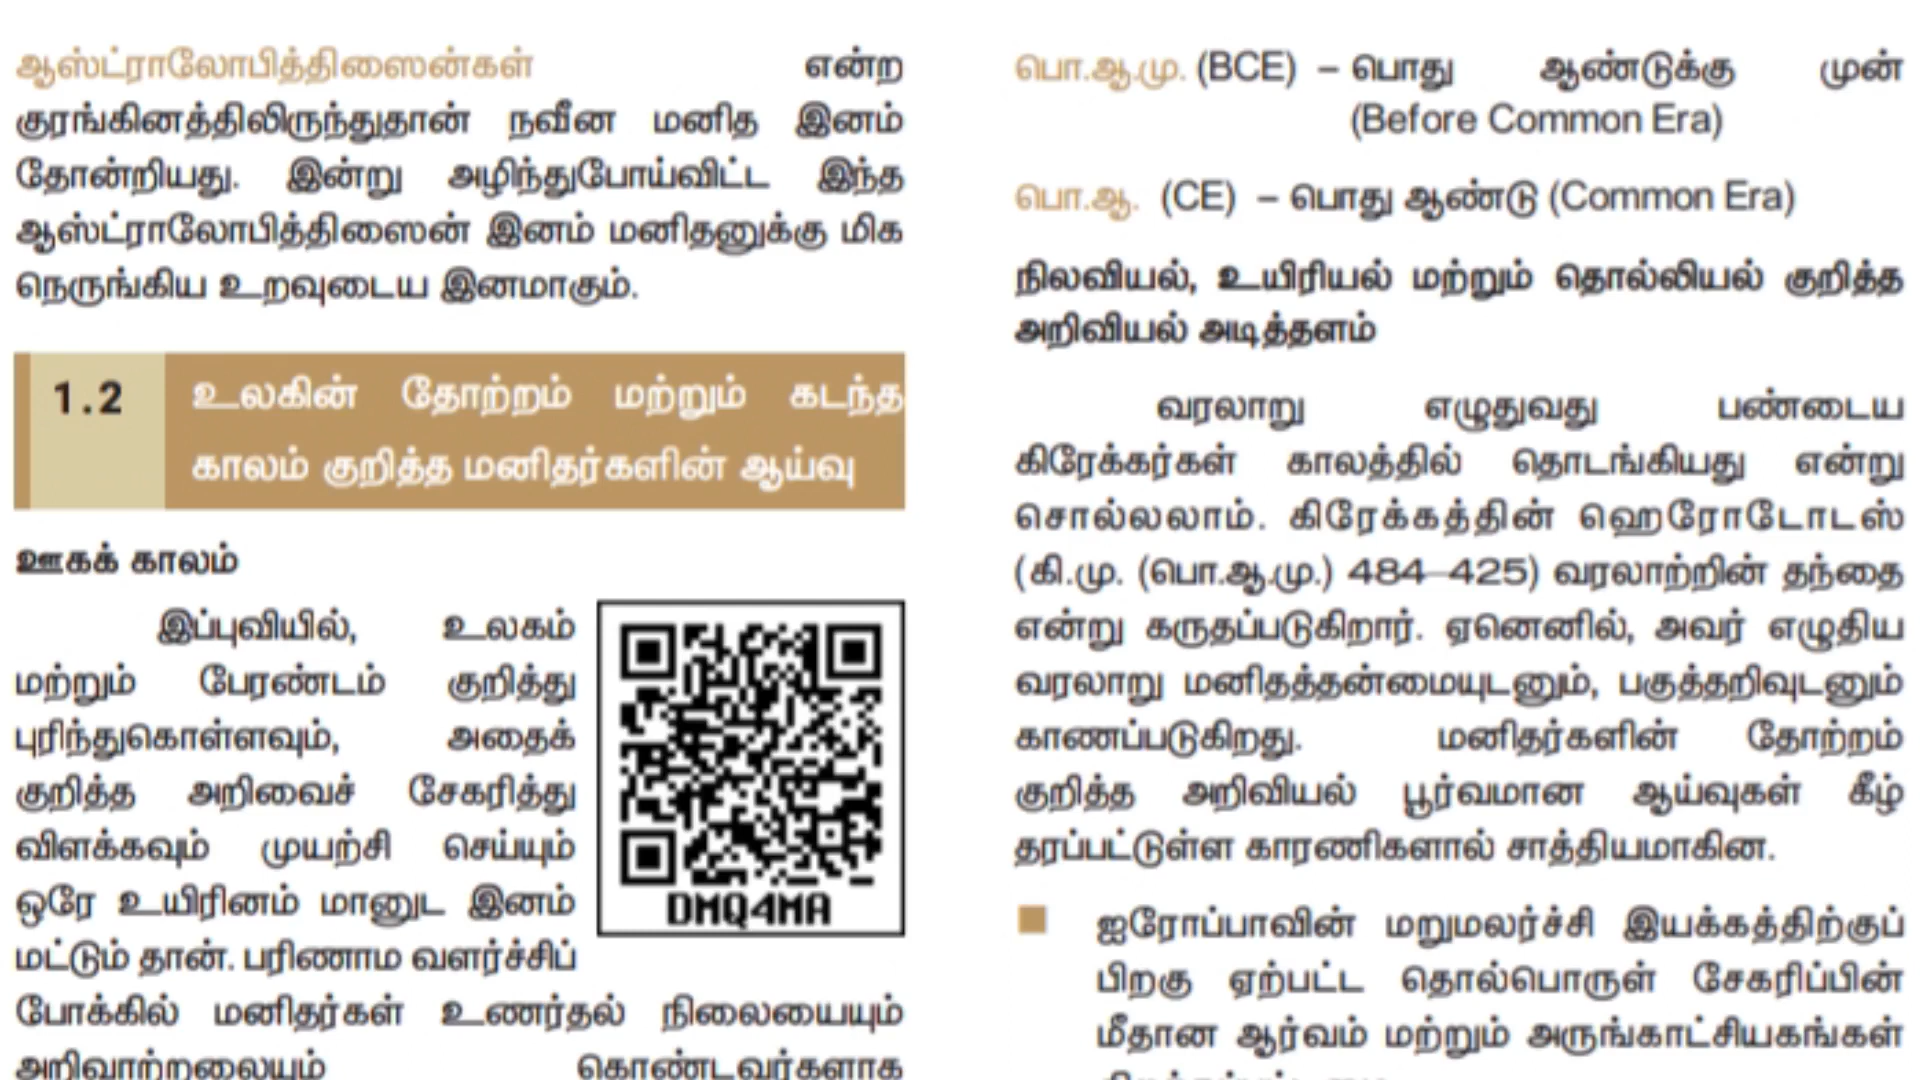 ஆஸ்ட்ராலோபித்திஸைன்கள் என்ற
குரங்கினத்திலிருந்துதான் நவீன மனித இனம்
தோன்றியது. இன்று அழிந்துபோய்விட்ட இந்த
ஆஸ்ட்ராலோபித்திஸைன் இனம் மனிதனுக்கு மிக
நெருங்கிய உறவுடைய இனமாகும்.
1.2 உலகின் தோற்றம் மற்றும் கடந்த
காலம் குறித்த மனிதர்களின் ஆய்வு
ஊகக் காலம்
இப்புவியில், உலகம்
மற்றும் பேரண்டம் குறித்து
புரிந்துகொள்ளவும், அதைக்
குறித்த அறிவைச் சேகரித்து
விளக்கவும் முயற்சி செய்யும்
ஒரே உயிரினம் மானுட இனம்
மட்டும் தான். பரிணாம வளர்ச்சிப்
DMQ4MA
போக்கில் மனிதர்கள் உணர்தல் நிலையையும்
அறிவாற்றலையும் கொண்டவர்களாக
பொ.ஆ.மு. (BCE) – பொது ஆண்டுக்கு முன்
(Before Common Era)
பொ.ஆ. (CE) – பொது ஆண்டு (Common Era)
நிலவியல், உயிரியல் மற்றும் தொல்லியல் குறித்த
அறிவியல் அடித்தளம்
வரலாறு எழுதுவது பண்டைய
கிரேக்கர்கள் காலத்தில் தொடங்கியது என்று
சொல்லலாம். கிரேக்கத்தின் ஹெரோடோடஸ்
(கி.மு. (பொ.ஆ.மு.) 484–425) வரலாற்றின் தந்தை
என்று கருதப்படுகிறார். ஏனெனில், அவர் எழுதிய
வரலாறு மனிதத்தன்மையுடனும், பகுத்தறிவுடனும்
காணப்படுகிறது. மனிதர்களின் தோற்றம்
குறித்த அறிவியல் பூர்வமான ஆய்வுகள் கீழ்
தரப்பட்டுள்ள காரணிகளால் சாத்தியமாகின.
ஐரோப்பாவின் மறுமலர்ச்சி இயக்கத்திற்குப்
பிறகு ஏற்பட்ட தொல்பொருள் சேகரிப்பின்
மீதான ஆர்வம் மற்றும் அருங்காட்சியகங்கள்